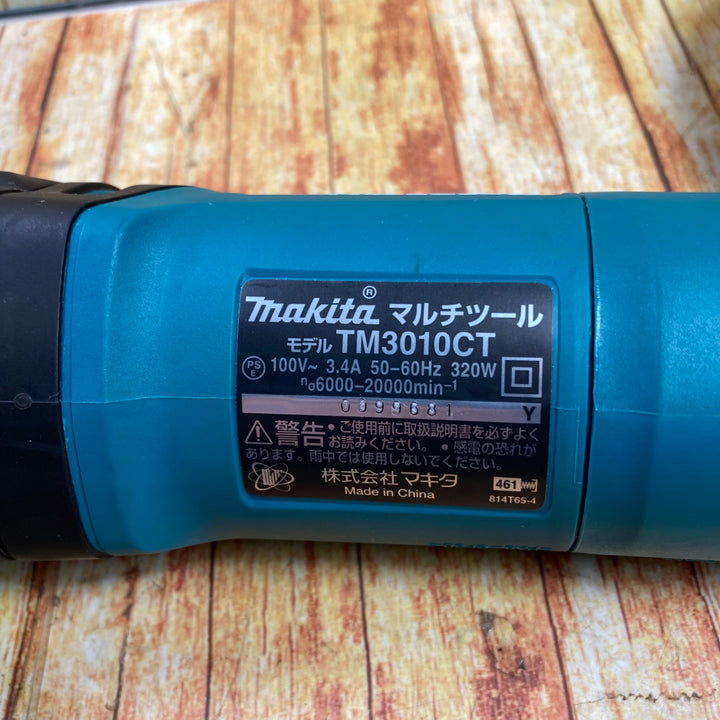 makita® マルチツール
モデル TM3010CT
PS E 100V~ 3.4A 50-60Hz 320W
n₀6000-20000min⁻¹
0099681 Y
警告 • ご使用前に取扱説明書を必ずよく
お読みください。 • 感電の恐れが
あります。雨中では使用しないでください。
株式会社 マキタ 461
Made in China 814T65-4